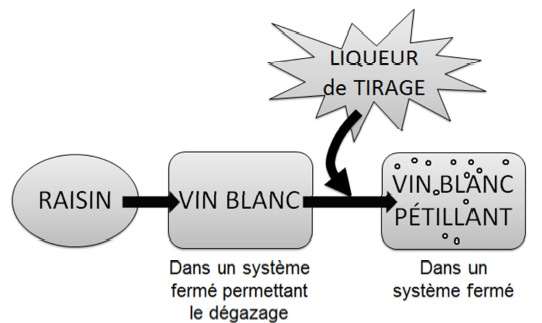 LIQUEUR
de TIRAGE
RAISIN
VIN BLANC
VIN BLANC
PÉTILLANT
Dans un système
fermé permettant
le dégazage
Dans un
système fermé